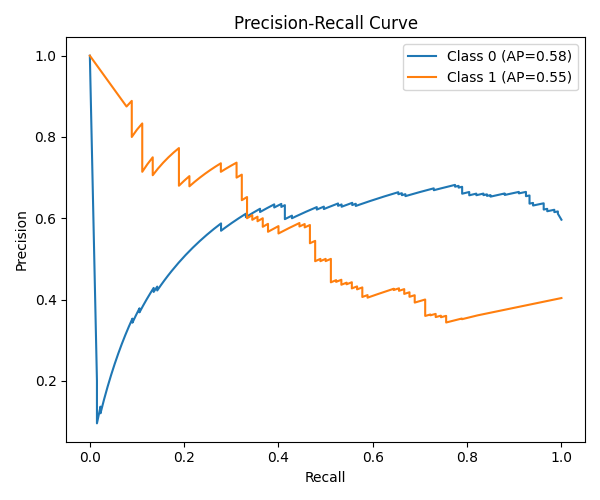 Precision-Recall Curve
Class 0 (AP=0.58)
Class 1 (AP=0.55)
Precision
1.0
0.8
0.6
0.4
0.2
0.0 0.2 0.4 0.6 0.8 1.0
Recall